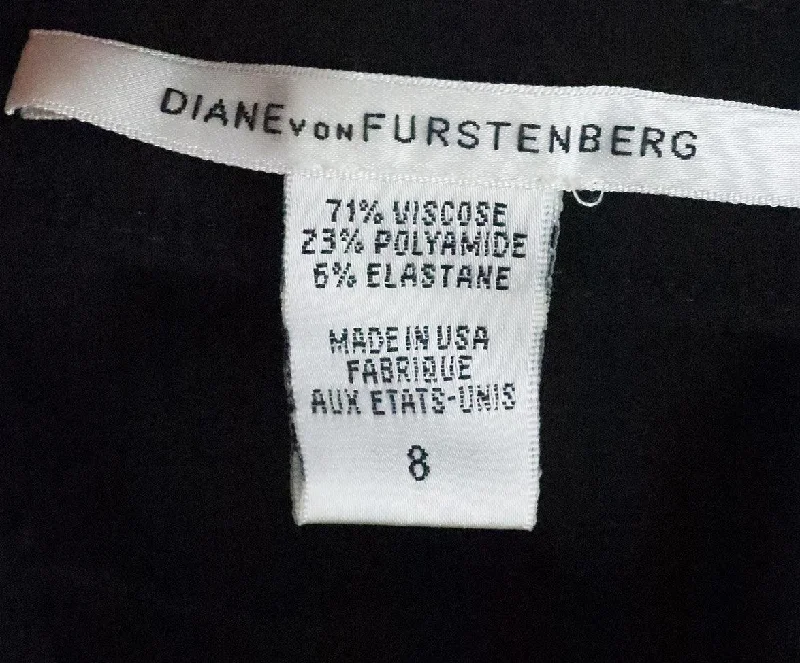 DIANE VON FURSTENBERG
71% VISCOSE
23% POLYAMIDE
6% ELASTANE
MADE IN USA
FABRIQUE
AUX ETATS-UNIS
8